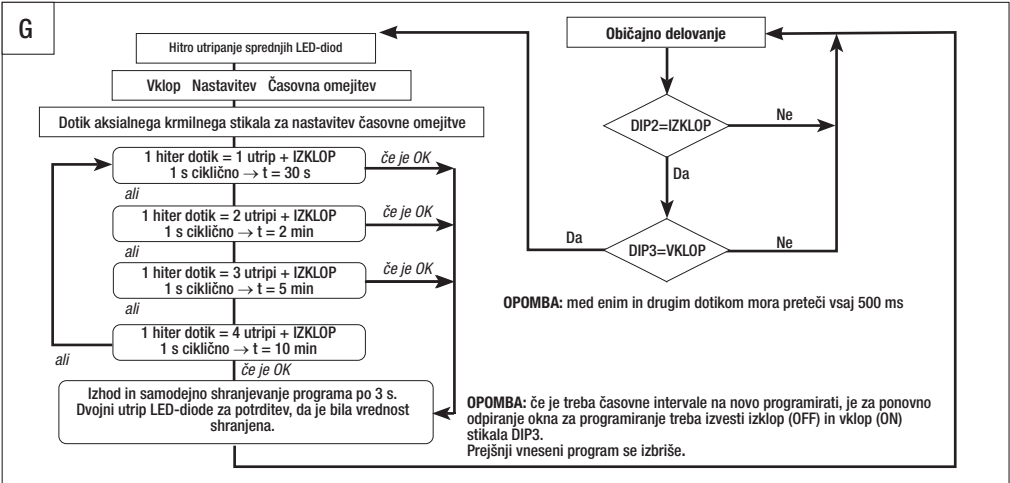 G
Hitro utripanje sprednjih LED-diod
Vklop Nastavitev Časovna omejitev
Dotik aksialnega krmilnega stikala za nastavitev časovne omejitve
1 hiter dotik = 1 utrip + IZKLOP
1 s ciklično → t = 30 s
če je OK
ali
1 hiter dotik = 2 utripi + IZKLOP
1 s ciklično → t = 2 min
če je OK
ali
1 hiter dotik = 3 utripi + IZKLOP
1 s ciklično → t = 5 min
če je OK
ali
1 hiter dotik = 4 utripi + IZKLOP
1 s ciklično → t = 10 min
ali
če je OK
Izhod in samodejno shranjevanje programa po 3 s.
Dvojni utrip LED-diode za potrditev, da je bila vrednost
shranjena.
Običajno delovanje
DIP2=IZKLOP
Ne
Da
DIP3=VKLOP
Da
Ne
OPOMBA: med enim in drugim dotikom mora preteči vsaj 500 ms
OPOMBA: če je treba časovne intervale na novo programirati, je za ponovno
odpiranje okna za programiranje treba izvesti izklop (OFF) in vklop (ON)
stikala DIP3.
Prejšnji vneseni program se izbriše.